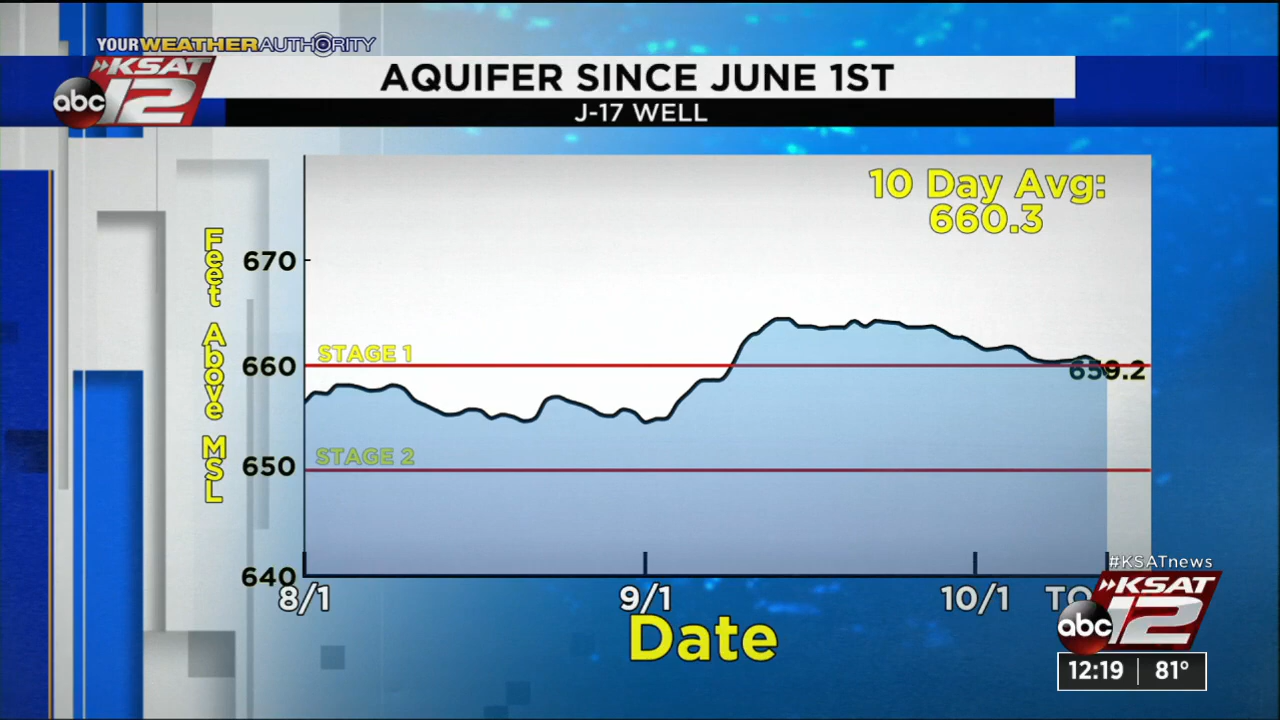 YOURWEATHERAUTHORITY
KSAT
abc 12
AQUIFER SINCE JUNE 1ST
J-17 WELL
10 Day Avg:
660.3
Feet Above MSL
670
STAGE 1
660
659.2
STAGE 2
650
640
8/1
9/1
10/1
Date
#KSATnews
KSAT
abc 12
12:19 81°